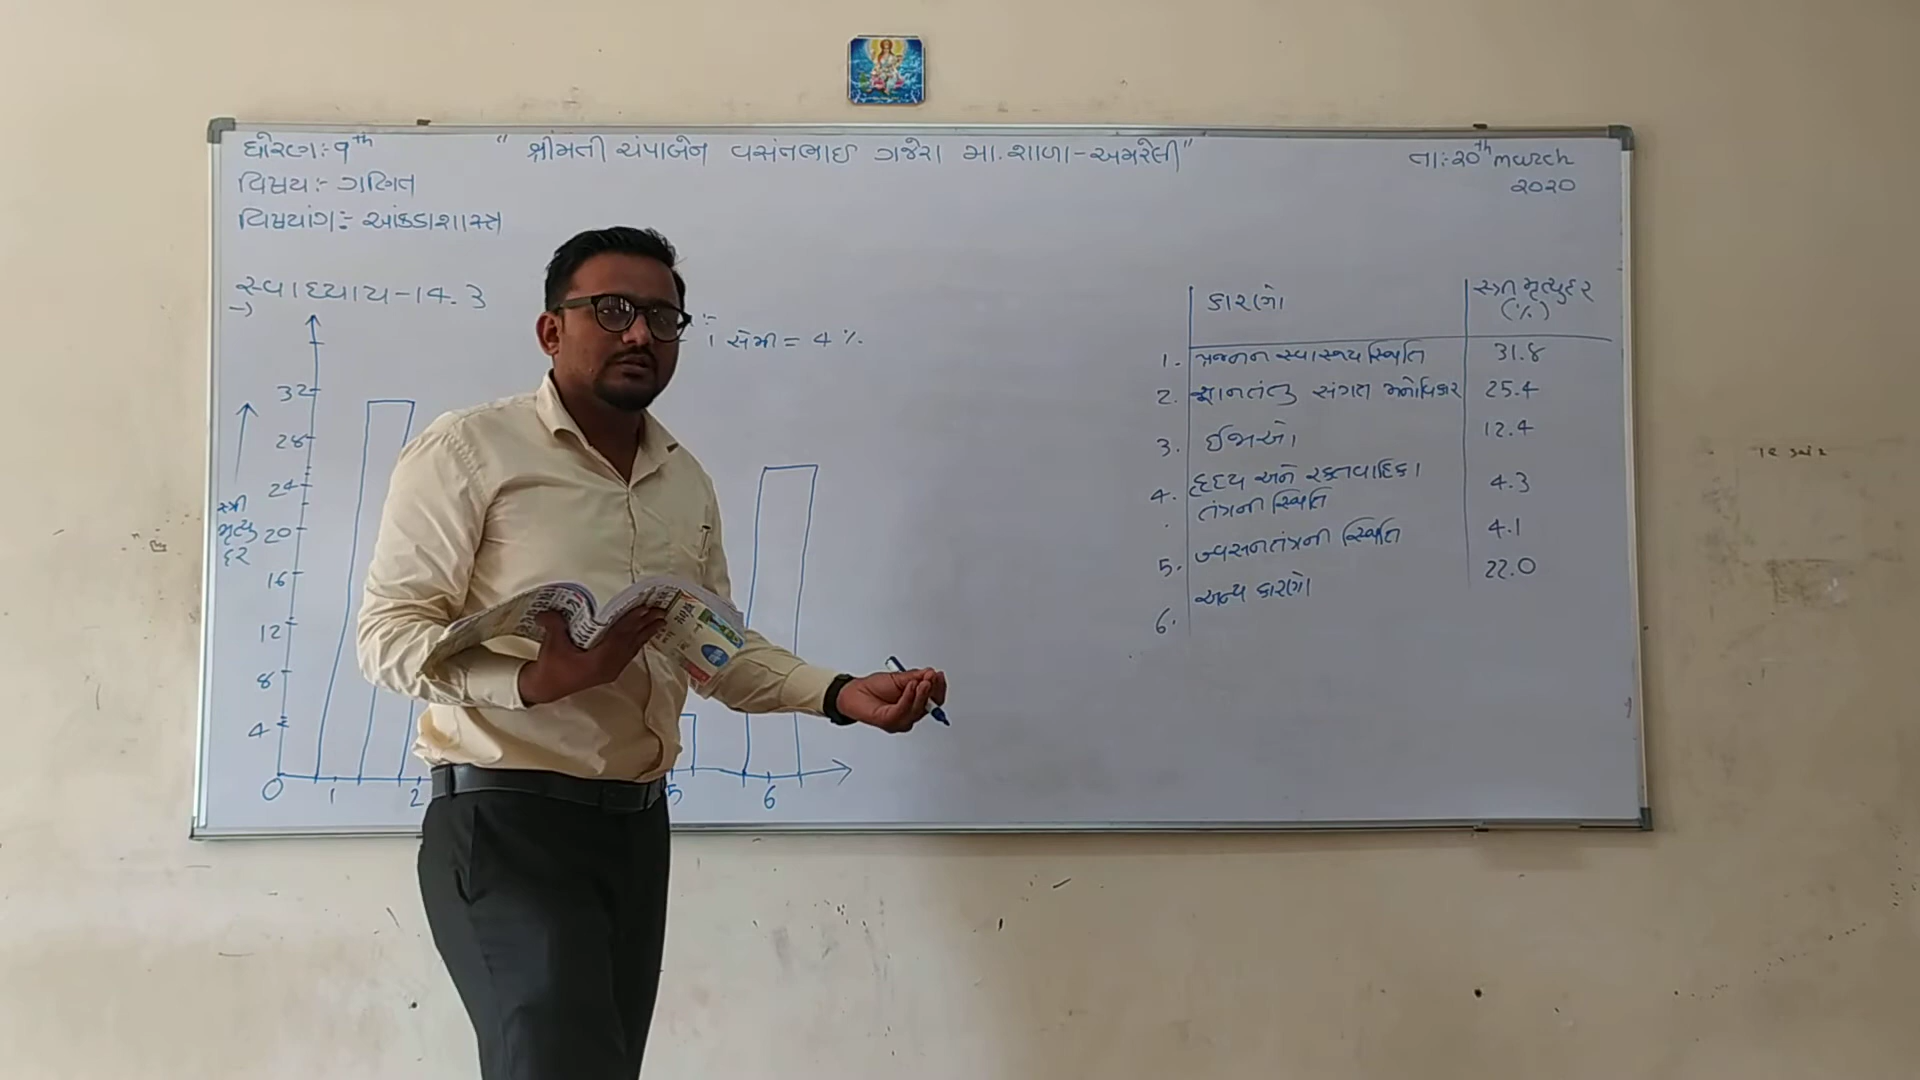 ધોરણ:-9th
"શ્રીમતી ચંપાબેન વસંતભાઈ ગજેરા મા.શાળા-અમરેલી"
તા:-20th march
2020
વિષય:- ગણિત
વિષયાંગ:- આંકડાશાસ્ત્ર
સ્વાધ્યાય-14.3
1 સેમી = 4 %
32
28
24
20
16
12
8
4
0
1
2
5
6
સ્ત્રી
મૃત્યુ
દર
કારણો
સ્ત્રી મૃત્યુદર
(%)
1. પ્રજનન સ્વાસ્થ્ય સ્થિતિ 31.8
2. જ્ઞાનતંતુ સંગત મનોવિકાર 25.4
3. ઈજાઓ 12.4
4. હૃદય અને રક્તવાહિકા 4.3
તંત્રની સ્થિતિ
5. શ્વસનતંત્રની સ્થિતિ 4.1
6. અન્ય કારણો 22.0